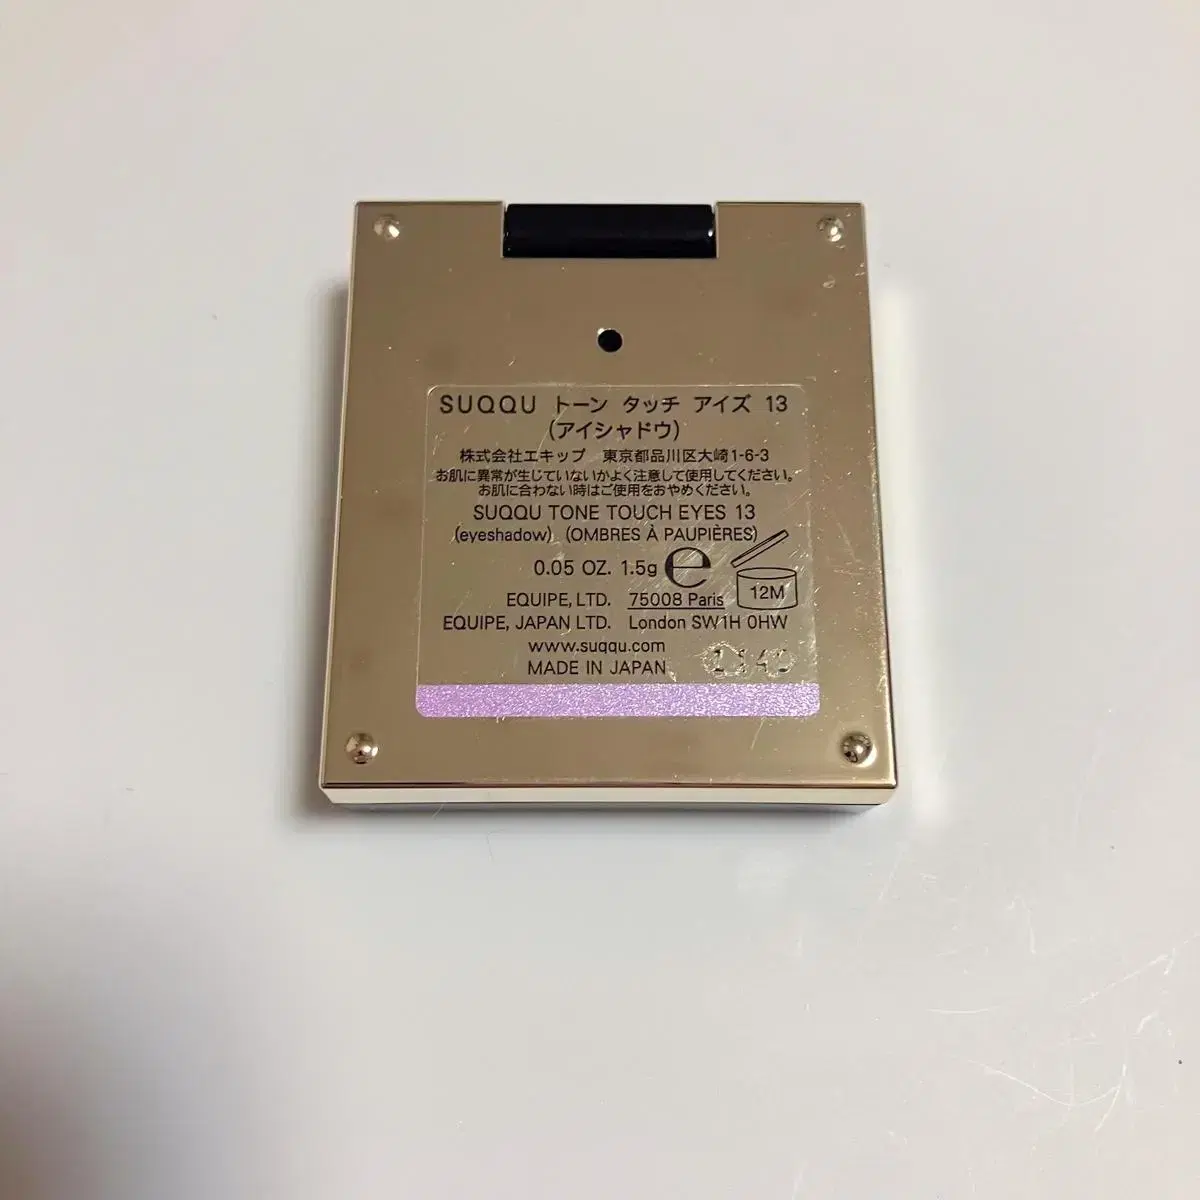 SUQQU トーン タッチ アイズ 13
(アイシャドウ)
株式会社エキップ 東京都品川区大崎1-6-3
お肌に異常が生じていないかよく注意して使用してください。
お肌に合わない時はご使用をおやめください。
SUQQU TONE TOUCH EYES 13
(eyeshadow) (OMBRES À PAUPIÈRES)
0.05 OZ. 1.5g e
12M
EQUIPE, LTD. 75008 Paris
EQUIPE, JAPAN LTD. London SW1H 0HW
www.suqqu.com
MADE IN JAPAN